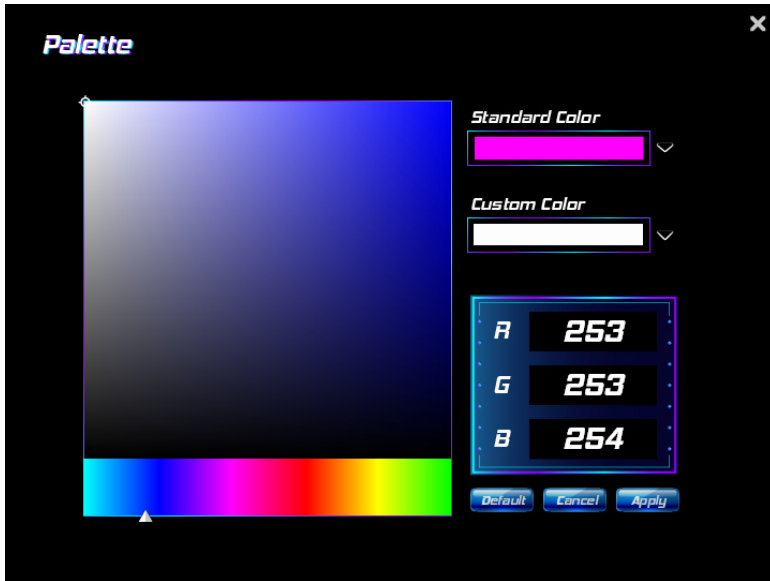 Palette
Standard Color
Custom Color
R 253
G 253
B 254
Default Cancel Apply